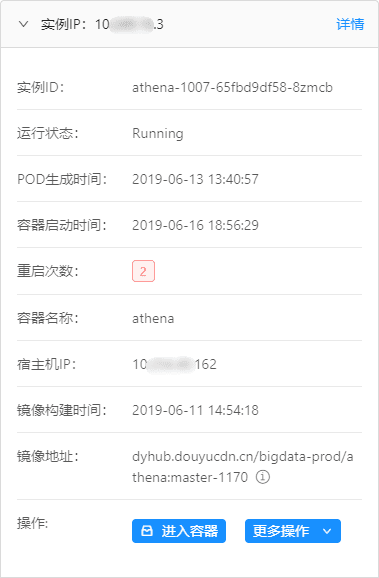 实例IP: 10 .3 详情
实例ID: athena-1007-65fbd9df58-8zmcb
运行状态: Running
POD生成时间: 2019-06-13 13:40:57
容器启动时间: 2019-06-16 18:56:29
重启次数: 2
容器名称: athena
宿主机IP: 10 162
镜像构建时间: 2019-06-11 14:54:18
镜像地址: dyhub.douyucdn.cn/bigdata-prod/a
thena:master-1170
操作: 进入容器 更多操作